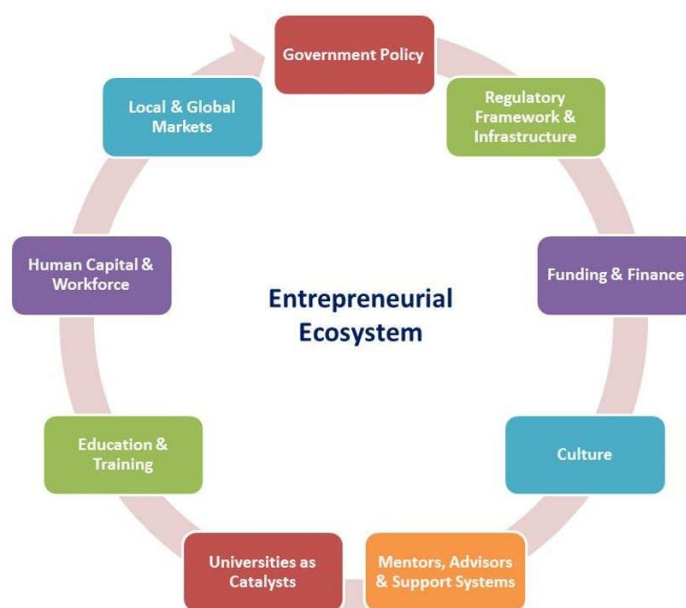 Government Policy
Regulatory
Framework &
Infrastructure
Funding & Finance
Culture
Mentors, Advisors
& Support Systems
Universities as
Catalysts
Education &
Training
Human Capital &
Workforce
Local & Global
Markets
Entrepreneurial
Ecosystem